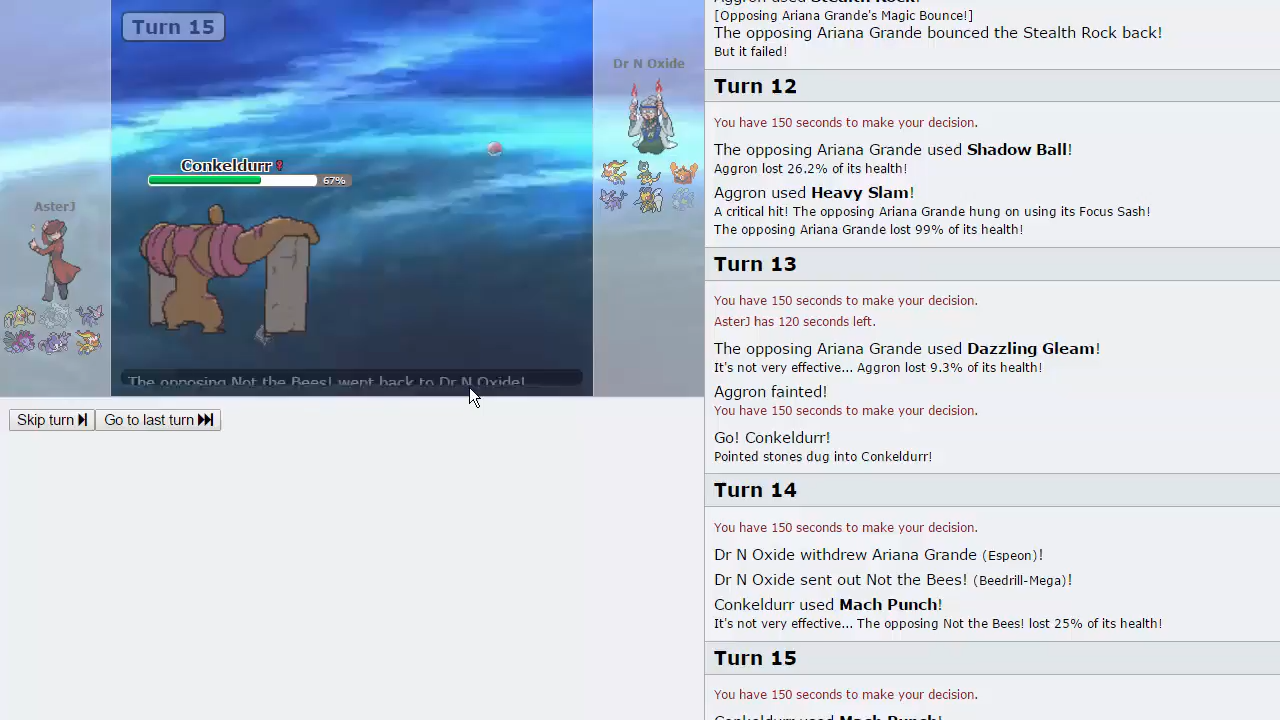 Turn 15
Dr N Oxide
Conkeldurr
67%
AsterJ
The opposing Not the Bees! went back to Dr N Oxide!
Skip turn
Go to last turn
[Opposing Ariana Grande's Magic Bounce!]
The opposing Ariana Grande bounced the Stealth Rock back!
But it failed!
Turn 12
You have 150 seconds to make your decision.
The opposing Ariana Grande used Shadow Ball!
Aggron lost 26.2% of its health!
Aggron used Heavy Slam!
A critical hit! The opposing Ariana Grande hung on using its Focus Sash!
The opposing Ariana Grande lost 99% of its health!
Turn 13
You have 150 seconds to make your decision.
AsterJ has 120 seconds left.
The opposing Ariana Grande used Dazzling Gleam!
It's not very effective... Aggron lost 9.3% of its health!
Aggron fainted!
You have 150 seconds to make your decision.
Go! Conkeldurr!
Pointed stones dug into Conkeldurr!
Turn 14
You have 150 seconds to make your decision.
Dr N Oxide withdrew Ariana Grande (Espeon)!
Dr N Oxide sent out Not the Bees! (Beedrill-Mega)!
Conkeldurr used Mach Punch!
It's not very effective... The opposing Not the Bees! lost 25% of its health!
Turn 15
You have 150 seconds to make your decision.
Conkeldurr used Mach Punch!